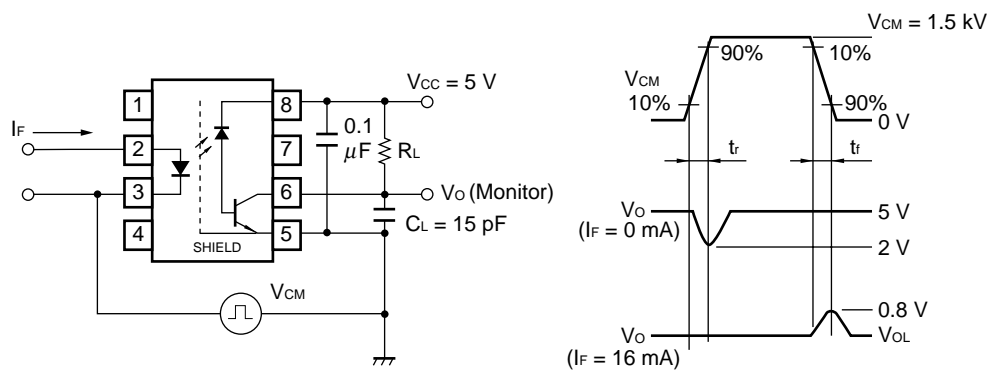 IF
1
2
3
4
SHIELD
8
7
6
5
VCC = 5 V
0.1
μF
RL
VO (Monitor)
CL = 15 pF
VCM
VCM = 1.5 kV
90%
10%
VCM
10%
90%
0 V
tr
tf
VO
(IF = 0 mA)
5 V
2 V
0.8 V
VO
(IF = 16 mA)
VOL